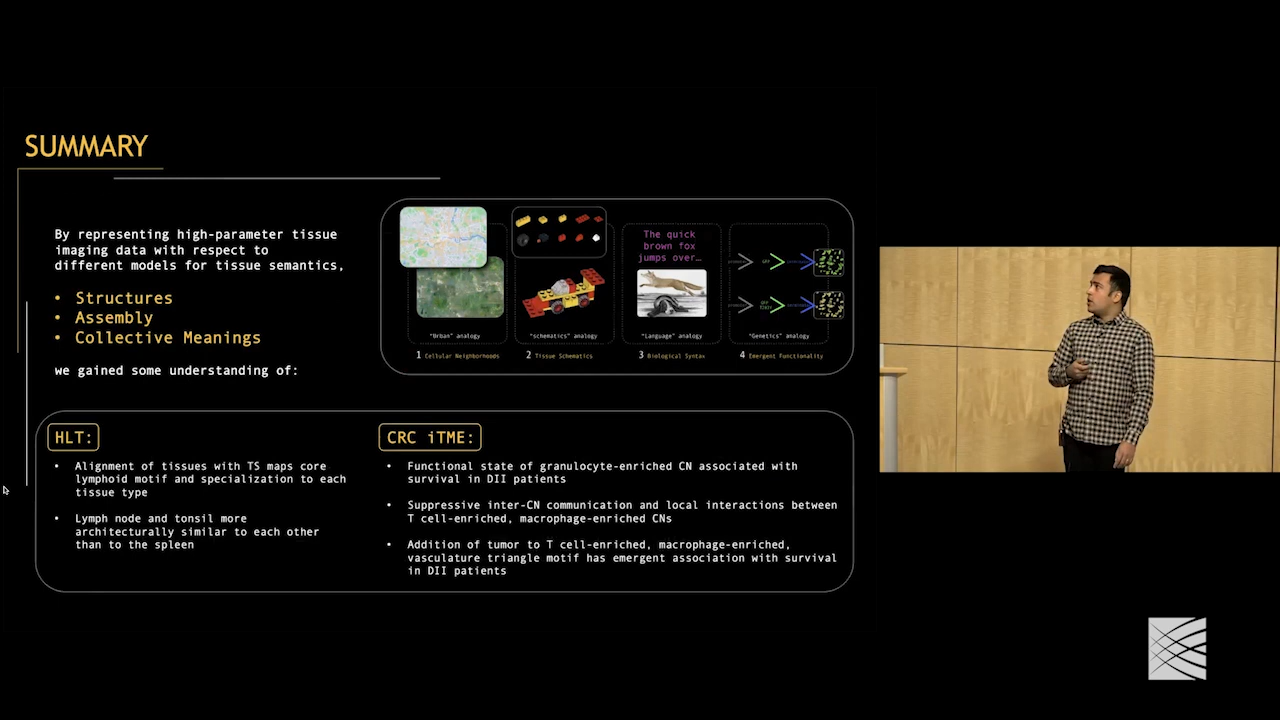 SUMMARY
By representing high-parameter tissue
imaging data with respect to
different models for tissue semantics,
• Structures
• Assembly
• Collective Meanings
we gained some understanding of:
The quick
brown fox
jumps over…
GFP
"Urban" analogy
"schematics" analogy
"Language" analogy
"Genetics" analogy
1 Cellular Neighborhoods
2 Tissue Schematics
3 Biological Syntax
4 Emergent Functionality
HLT:
• Alignment of tissues with TS maps core
lymphoid motif and specialization to each
tissue type
• Lymph node and tonsil more
architecturally similar to each other
than to the spleen
CRC iTME:
• Functional state of granulocyte-enriched CN associated with
survival in DII patients
• Suppressive inter-CN communication and local interactions between
T cell-enriched, macrophage-enriched CNs
• Addition of tumor to T cell-enriched, macrophage-enriched,
vasculature triangle motif has emergent association with survival
in DII patients